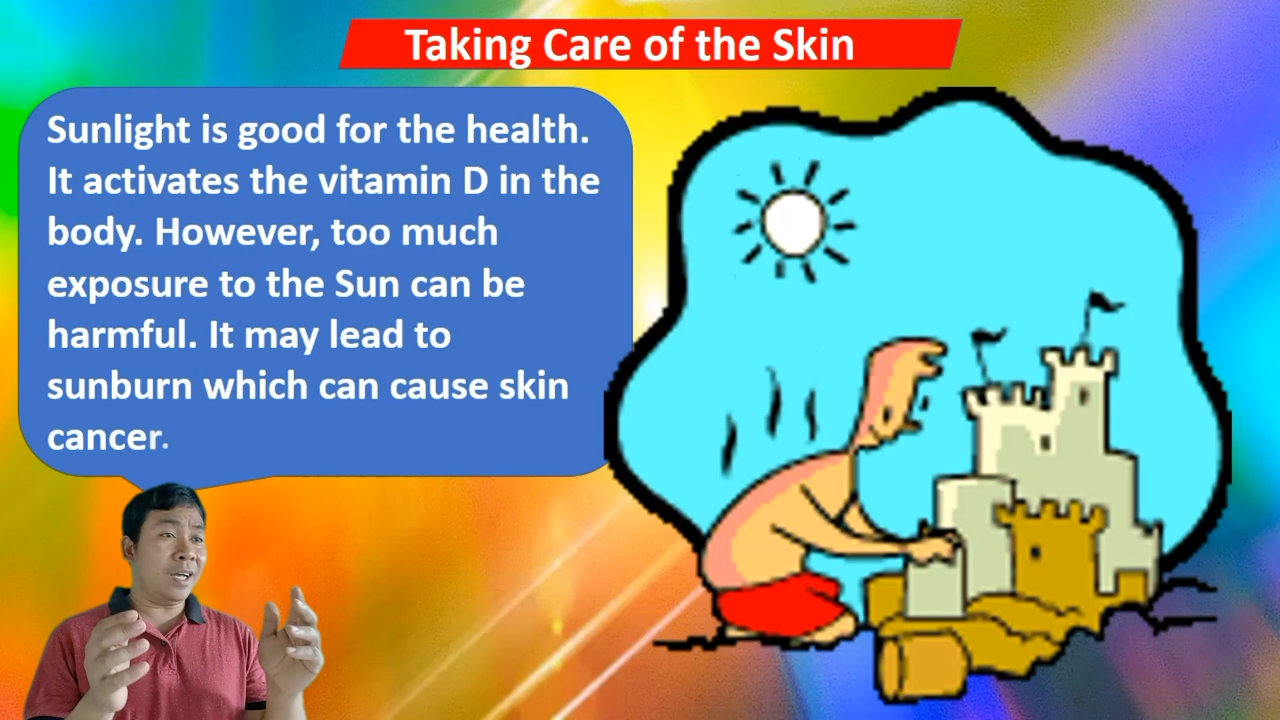 Taking Care of the Skin
Sunlight is good for the health.
It activates the vitamin D in the
body. However, too much
exposure to the Sun can be
harmful. It may lead to
sunburn which can cause skin
cancer.